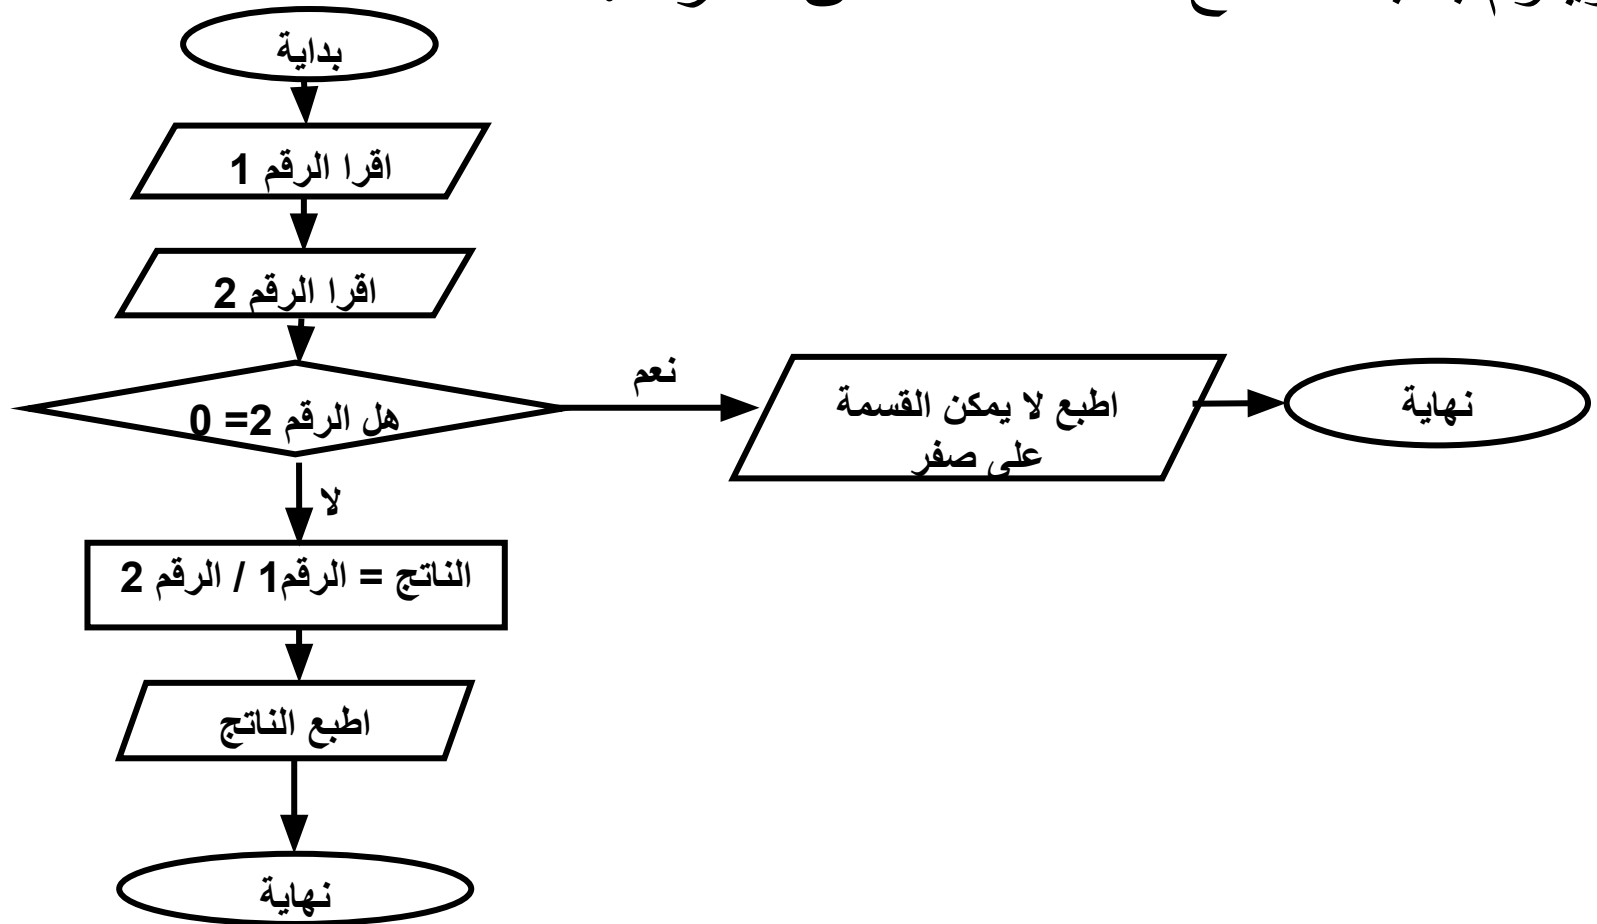 بداية
اقرا الرقم 1
اقرا الرقم 2
هل الرقم 2= 0
نعم
اطبع لا يمكن القسمة
على صفر
نهاية
لا
الناتج = الرقم1 / الرقم 2
اطبع الناتج
نهاية